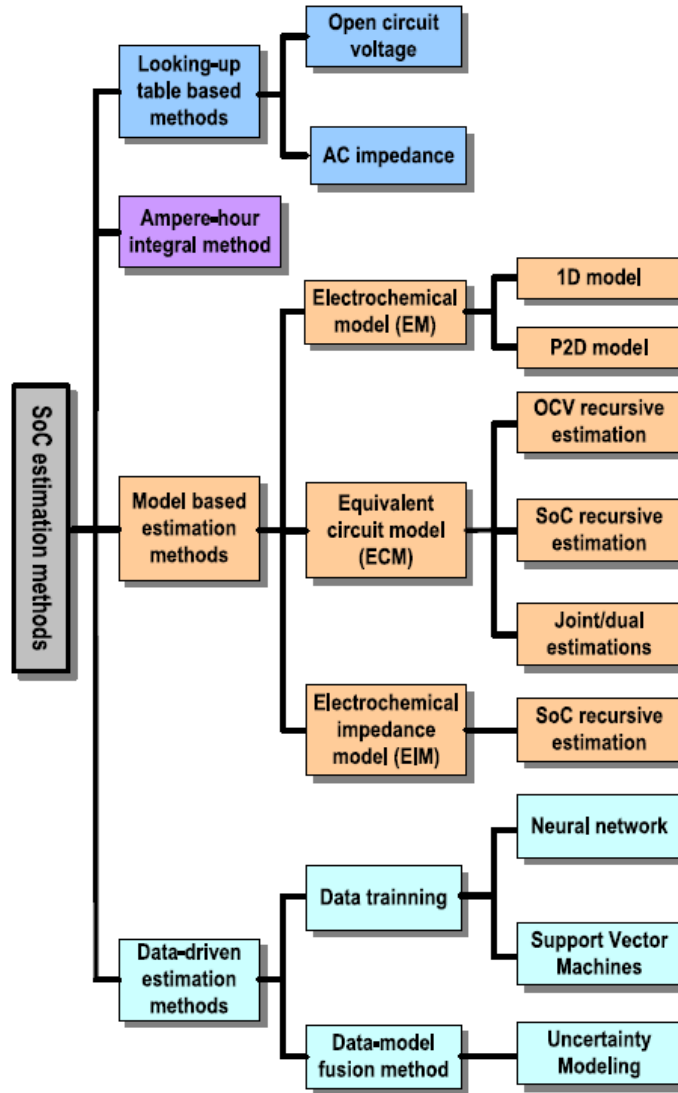 SoC estimation methods
Looking-up
table based
methods
Open circuit
voltage
AC impedance
Ampere-hour
integral method
Model based
estimation
methods
Electrochemical
model (EM)
1D model
P2D model
Equivalent
circuit model
(ECM)
OCV recursive
estimation
SoC recursive
estimation
Joint/dual
estimations
Electrochemical
impedance
model (EIM)
SoC recursive
estimation
Data-driven
estimation
methods
Data trainning
Neural network
Support Vector
Machines
Data-model
fusion method
Uncertainty
Modeling